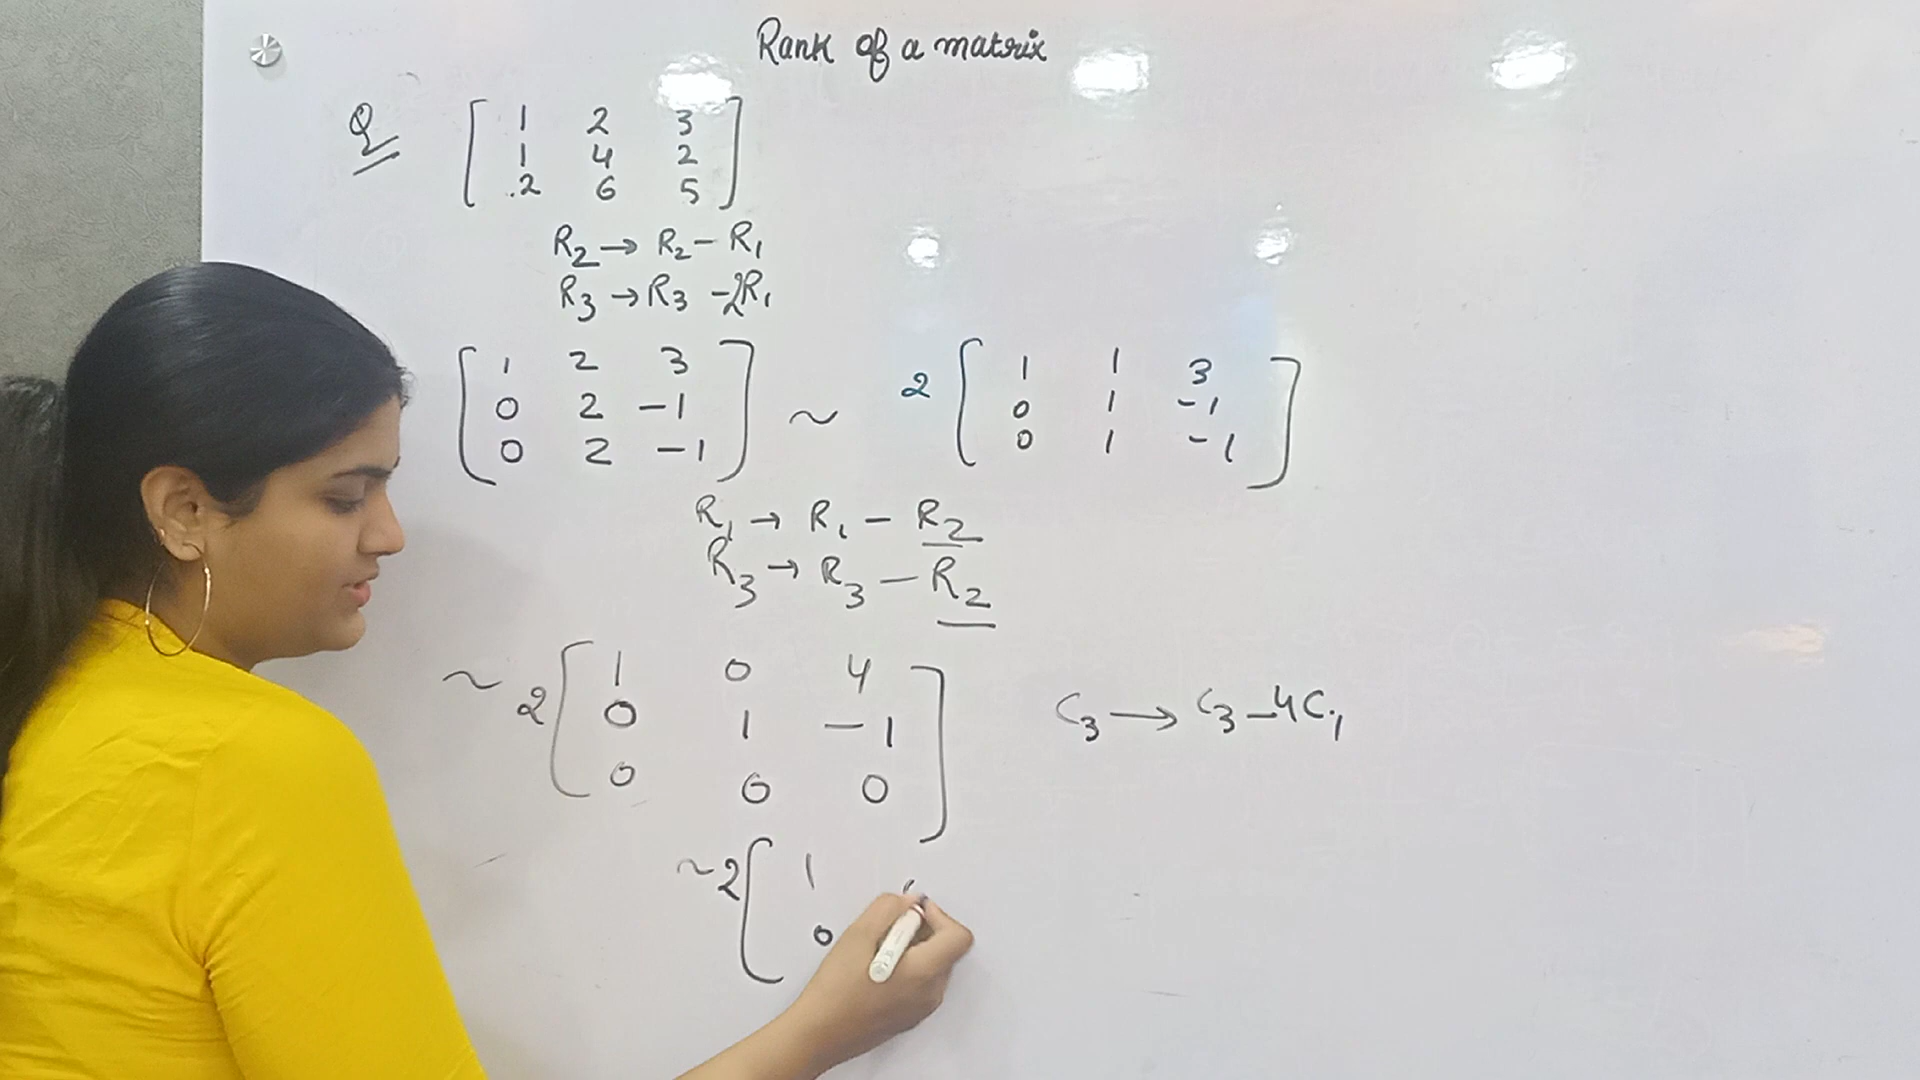 Rank of a matrix
Q
[ 1 2 3
1 4 2
2 6 5 ]
R2 → R2 - R1
R3 → R3 - 2R1
[ 1 2 3
0 2 -1
0 2 -1 ]
~ 2 [ 1 1 3
0 1 -1
0 1 -1 ]
R1 → R1 - R2
R3 → R3 - R2
~ 2 [ 1 0 4
0 1 -1
0 0 0 ]
C3 → C3 - 4C1
~ 2 [ 1
0